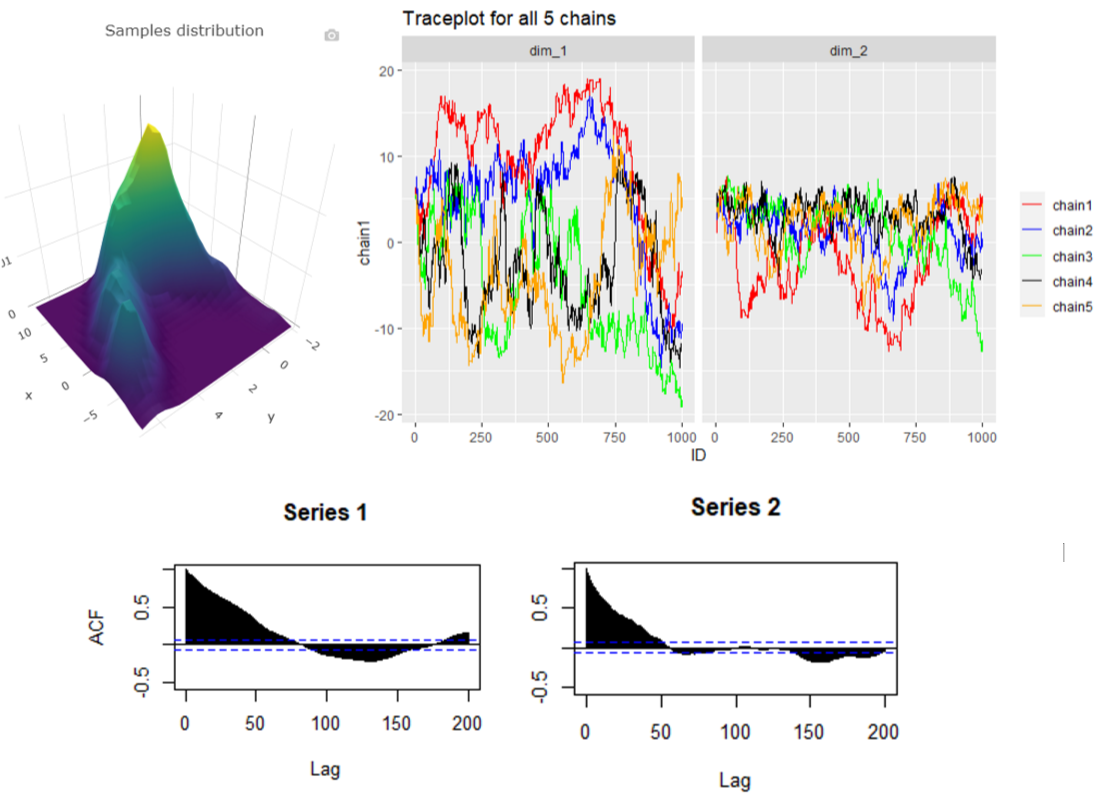 Samples distribution
01
0
10
5
0
−5
x
−2
0
2
4
y
Traceplot for all 5 chains
dim_1
dim_2
20
10
0
-10
-20
chain1
0
250
500
750
1000
0
250
500
750
1000
ID
chain1
chain2
chain3
chain4
chain5
Series 1
ACF
0.5
-0.5
0
50
100
150
200
Lag
Series 2
0.5
-0.5
0
50
100
150
200
Lag